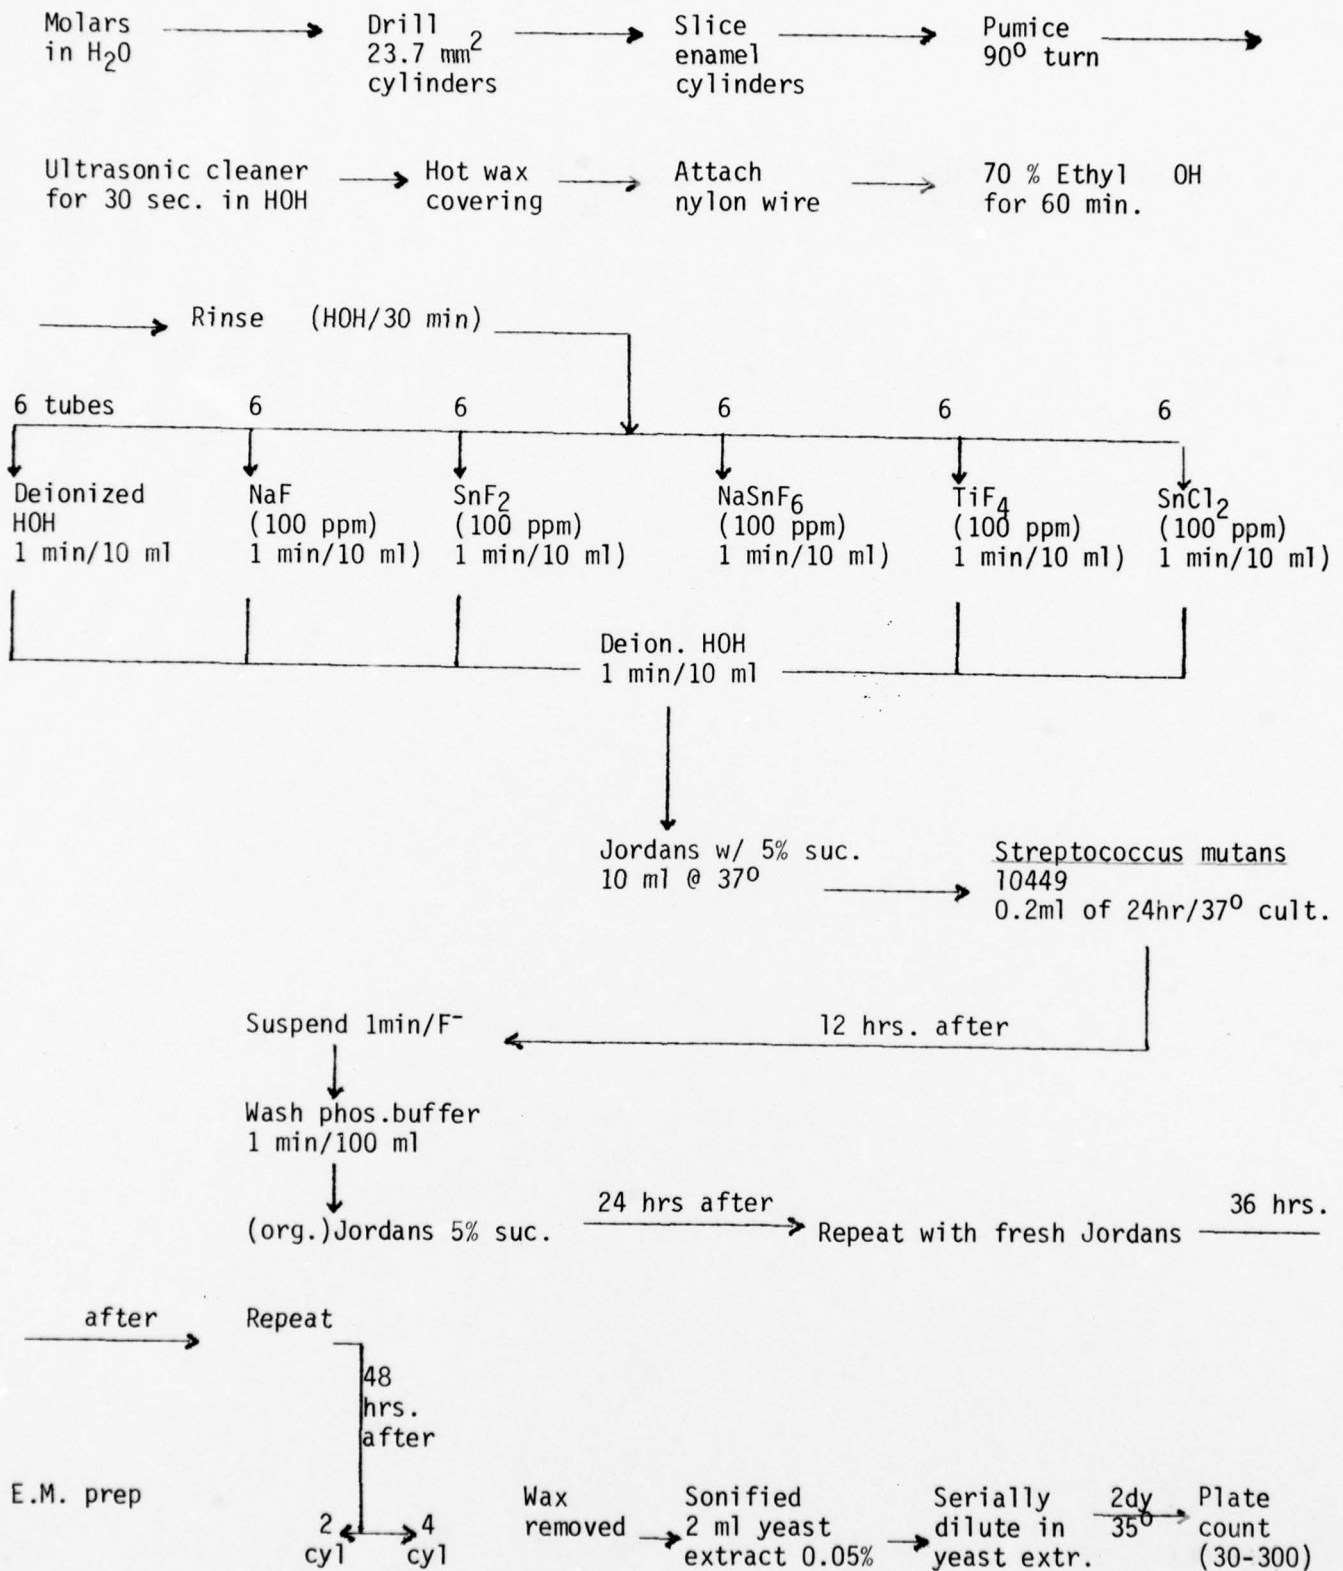 Molars
in H2O
Drill
23.7 mm2
cylinders
Slice
enamel
cylinders
Pumice
90o turn
Ultrasonic cleaner
for 30 sec. in HOH
Hot wax
covering
Attach
nylon wire
70 % Ethyl OH
for 60 min.
Rinse (HOH/30 min)
6 tubes
6
6
6
6
6
Deionized
HOH
1 min/10 ml
NaF
(100 ppm)
1 min/10 ml)
SnF2
(100 ppm)
1 min/10 ml)
NaSnF6
(100 ppm)
1 min/10 ml)
TiF4
(100 ppm)
1 min/10 ml)
SnCl2
(100 ppm)
1 min/10 ml)
Deion. HOH
1 min/10 ml
Jordans w/ 5% suc.
10 ml @ 37o
Streptococcus mutans
10449
0.2ml of 24hr/37o cult.
12 hrs. after
Suspend 1min/F-
Wash phos.buffer
1 min/100 ml
(org.)Jordans 5% suc.
24 hrs after
Repeat with fresh Jordans
36 hrs.
after
Repeat
48
hrs.
after
E.M. prep
2
cyl
4
cyl
Wax
removed
Sonified
2 ml yeast
extract 0.05%
Serially
dilute in
yeast extr.
2dy
35o
Plate
count
(30-300)